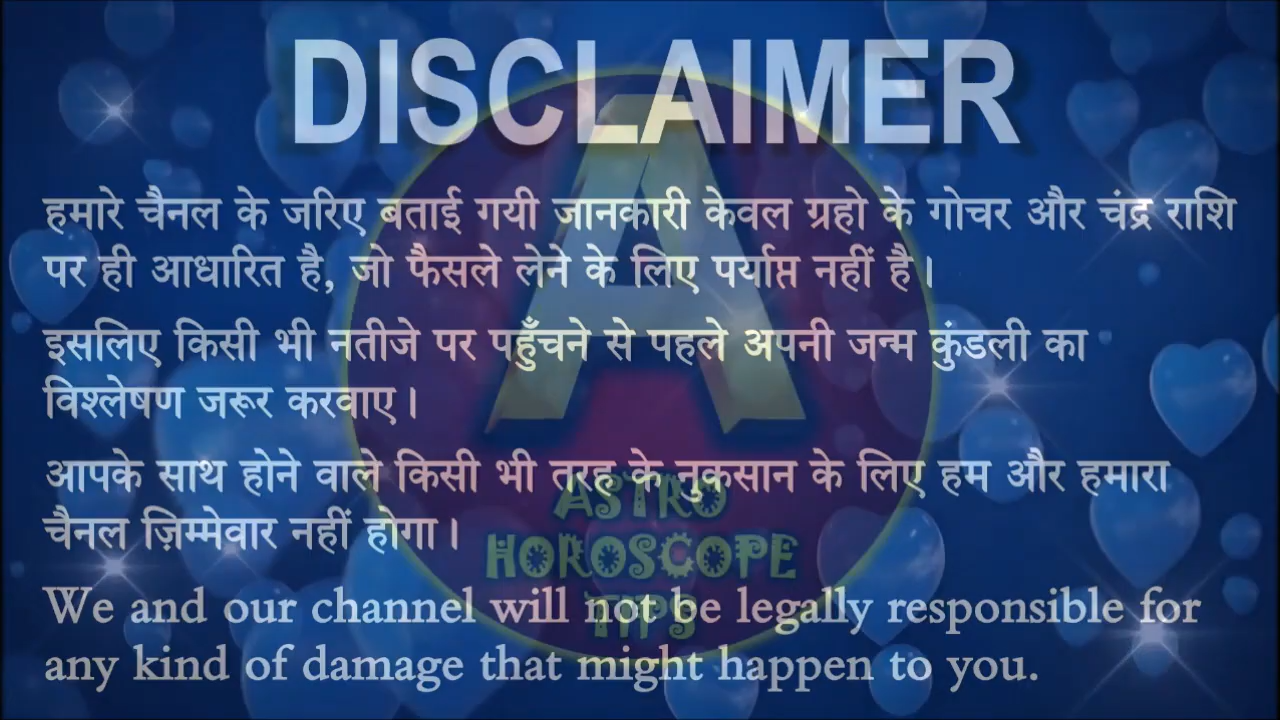 DISCLAIMER
हमारे चैनल के जरिए बताई गयी जानकारी केवल ग्रहो के गोचर और चंद्र राशि
पर ही आधारित है, जो फैसले लेने के लिए पर्याप्त नहीं है।
इसलिए किसी भी नतीजे पर पहुँचने से पहले अपनी जन्म कुंडली का
विश्लेषण जरूर करवाए।
आपके साथ होने वाले किसी भी तरह के नुकसान के लिए हम और हमारा
चैनल ज़िम्मेवार नहीं होगा।
We and our channel will not be legally responsible for
any kind of damage that might happen to you.
A
ASTRO
HOROSCOPE
TIPS